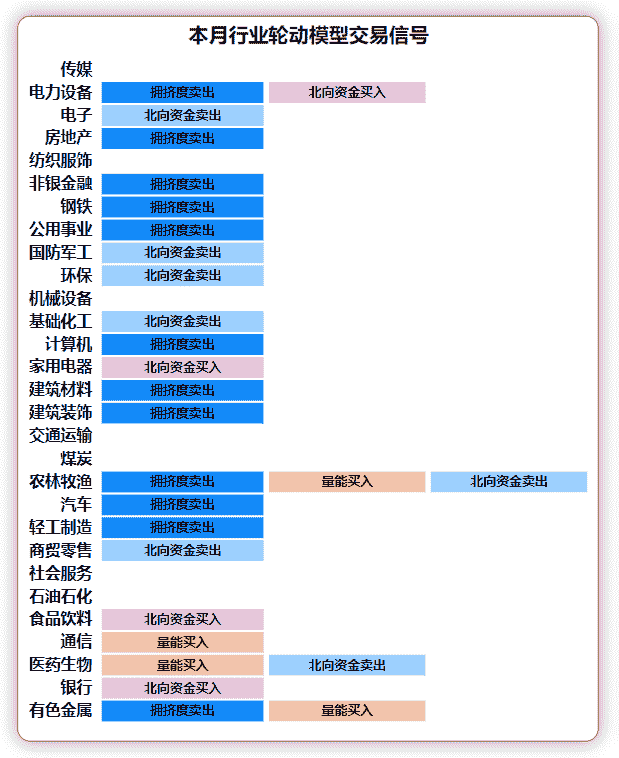 本月行业轮动模型交易信号
传媒
电力设备 拥挤度卖出 北向资金买入
电子 北向资金卖出
房地产 拥挤度卖出
纺织服饰
非银金融 拥挤度卖出
钢铁 拥挤度卖出
公用事业 拥挤度卖出
国防军工 北向资金卖出
环保 北向资金卖出
机械设备
基础化工 北向资金卖出
计算机 拥挤度卖出
家用电器 北向资金买入
建筑材料 拥挤度卖出
建筑装饰 拥挤度卖出
交通运输
煤炭
农林牧渔 拥挤度卖出 量能买入 北向资金卖出
汽车 拥挤度卖出
轻工制造 拥挤度卖出
商贸零售 北向资金卖出
社会服务
石油石化
食品饮料 北向资金买入
通信 量能买入
医药生物 量能买入 北向资金卖出
银行 北向资金买入
有色金属 拥挤度卖出 量能买入